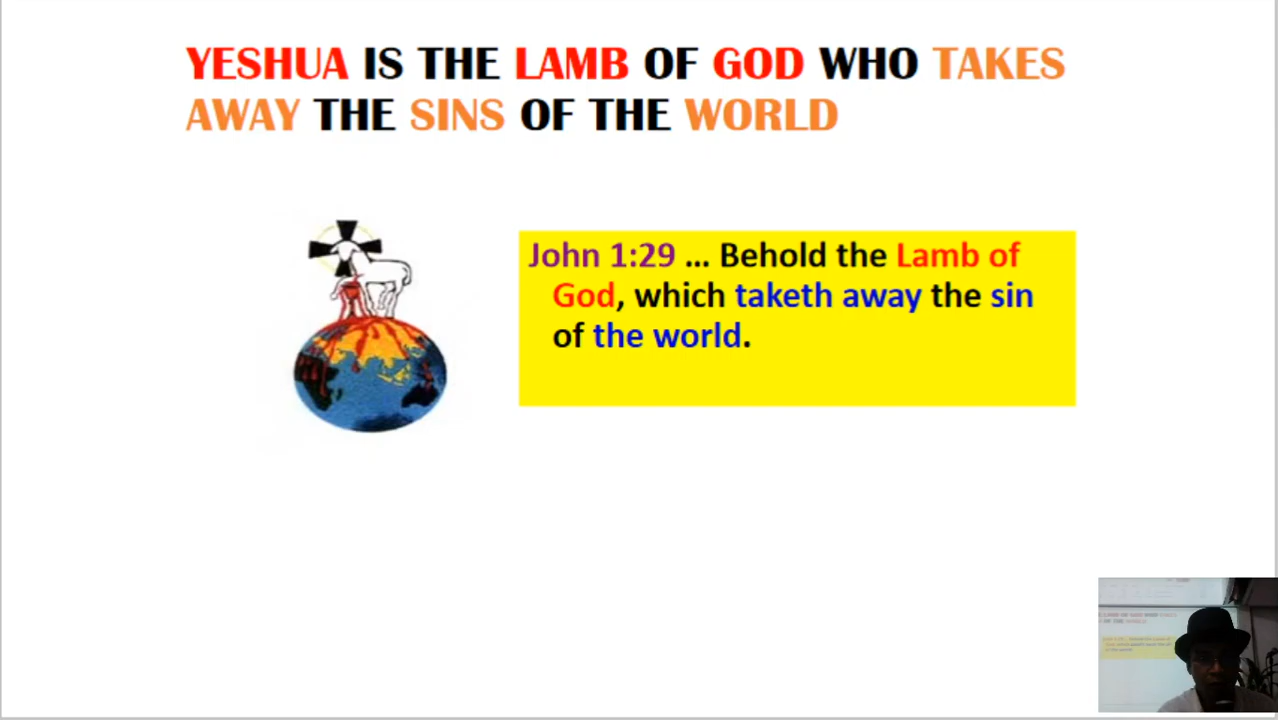 YESHUA IS THE LAMB OF GOD WHO TAKES
AWAY THE SINS OF THE WORLD
John 1:29 ... Behold the Lamb of
God, which taketh away the sin
of the world.